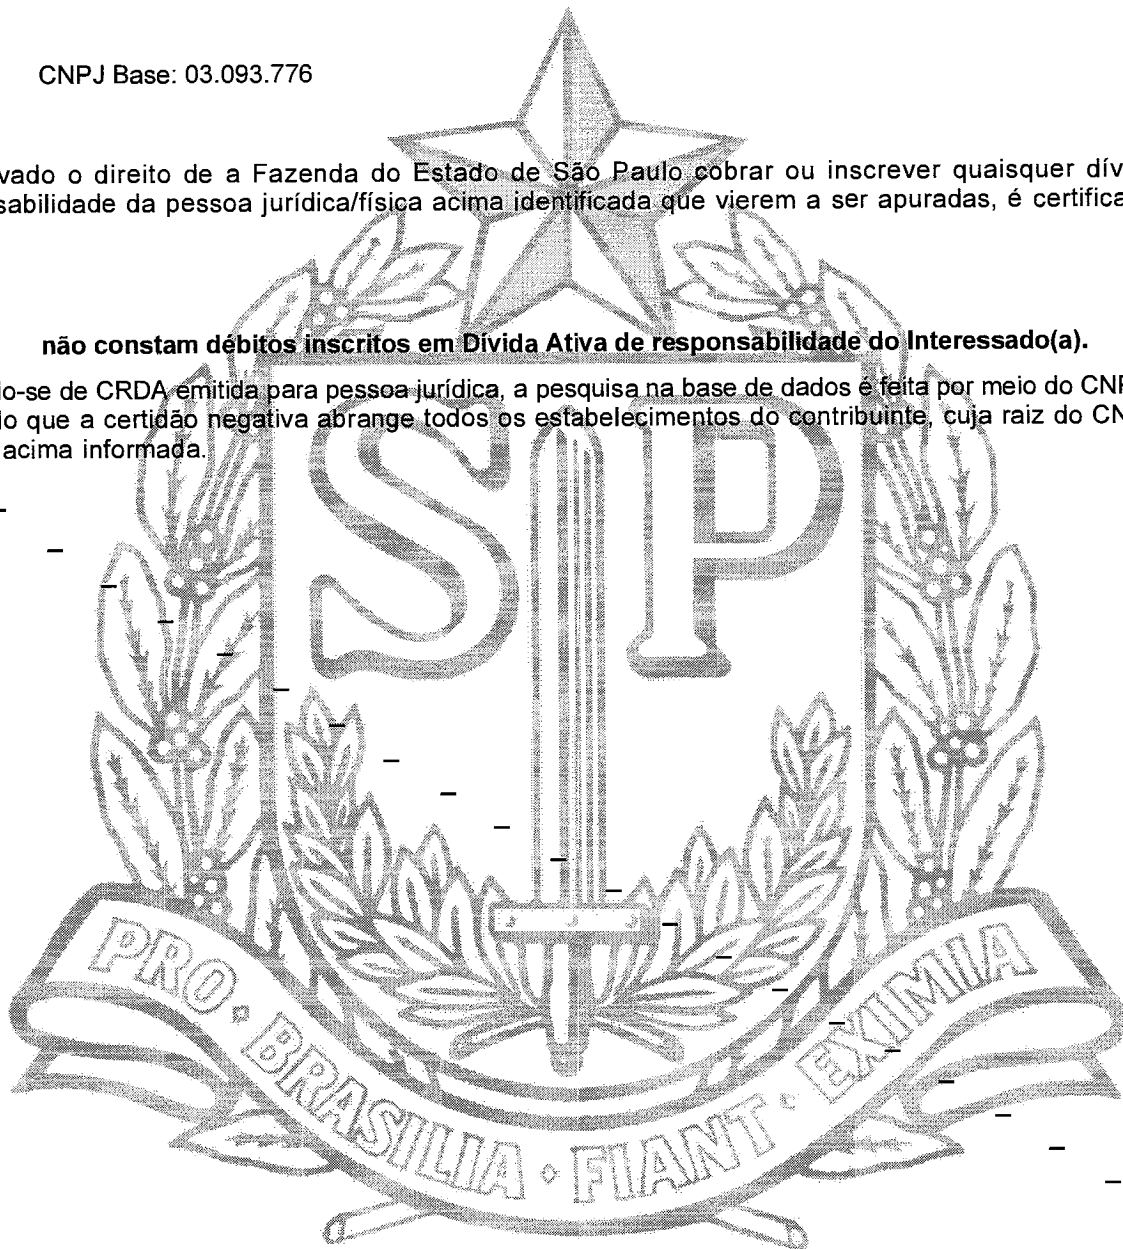 CNPJ Base: 03.093.776
vado o direito de a Fazenda do Estado de São Paulo cobrar ou inscrever quaisquer dív
sabilidade da pessoa jurídica/física acima identificada que vierem a ser apuradas, é certifica
não constam débitos inscritos em Dívida Ativa de responsabilidade do Interessado(a).
lo-se de CRDA emitida para pessoa jurídica, a pesquisa na base de dados é feita por meio do CNP
lo que a certidão negativa abrange todos os estabelecimentos do contribuinte, cuja raiz do CN
acima informada.
SP
PRO · BRASILIA · FIANT · EXIMIA